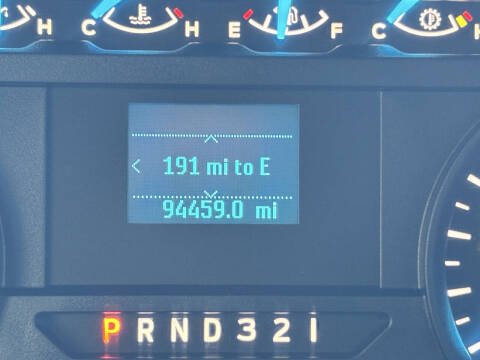 H C H E F C H
< 191 mi to E
94459.0 mi
P R N D 3 2 1